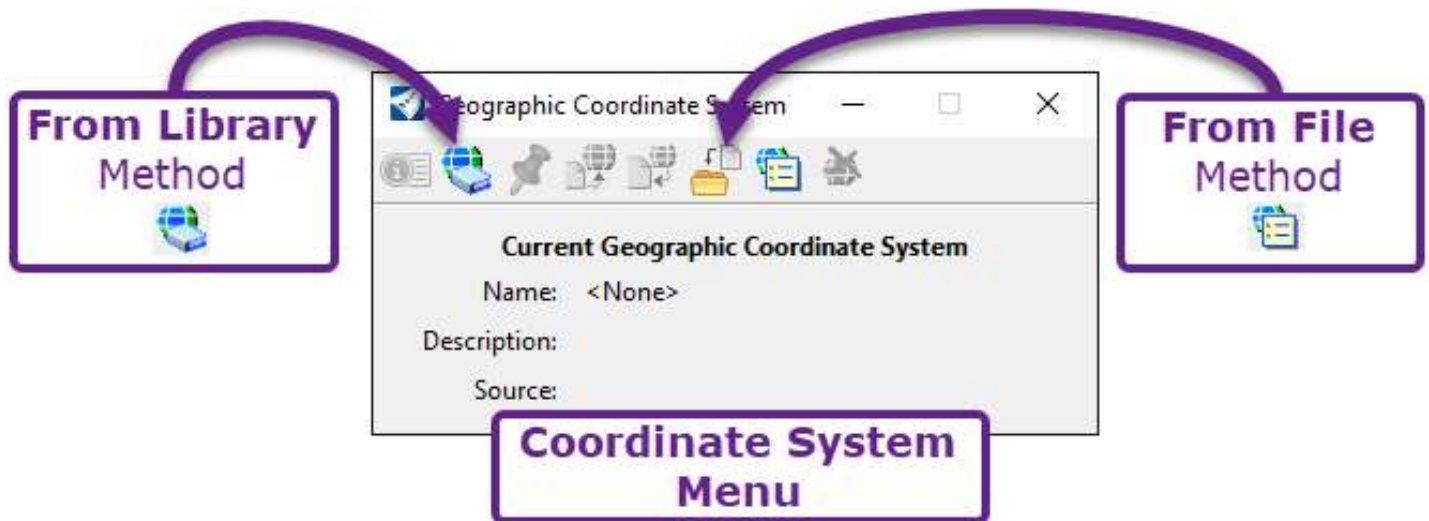 From Library
Method
Geographic Coordinate System
From File
Method
Current Geographic Coordinate System
Name: <None>
Description:
Source:
Coordinate System
Menu